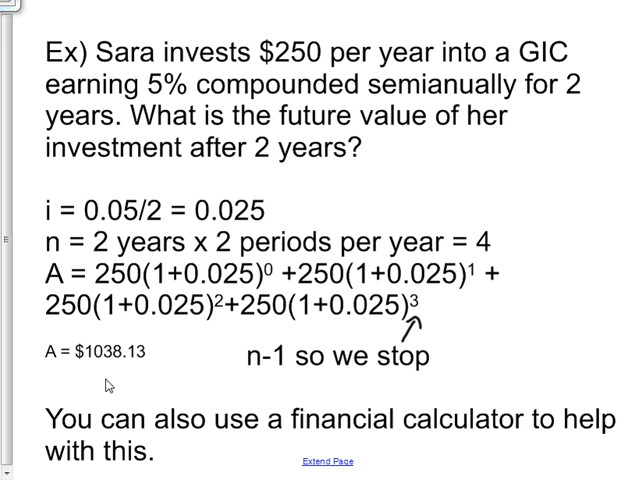 Ex) Sara invests $250 per year into a GIC
earning 5% compounded semianually for 2
years. What is the future value of her
investment after 2 years?
i = 0.05/2 = 0.025
n = 2 years x 2 periods per year = 4
A = 250(1+0.025)⁰ +250(1+0.025)¹ +
250(1+0.025)²+250(1+0.025)³
A = $1038.13
n-1 so we stop
You can also use a financial calculator to help
with this.
Extend Page